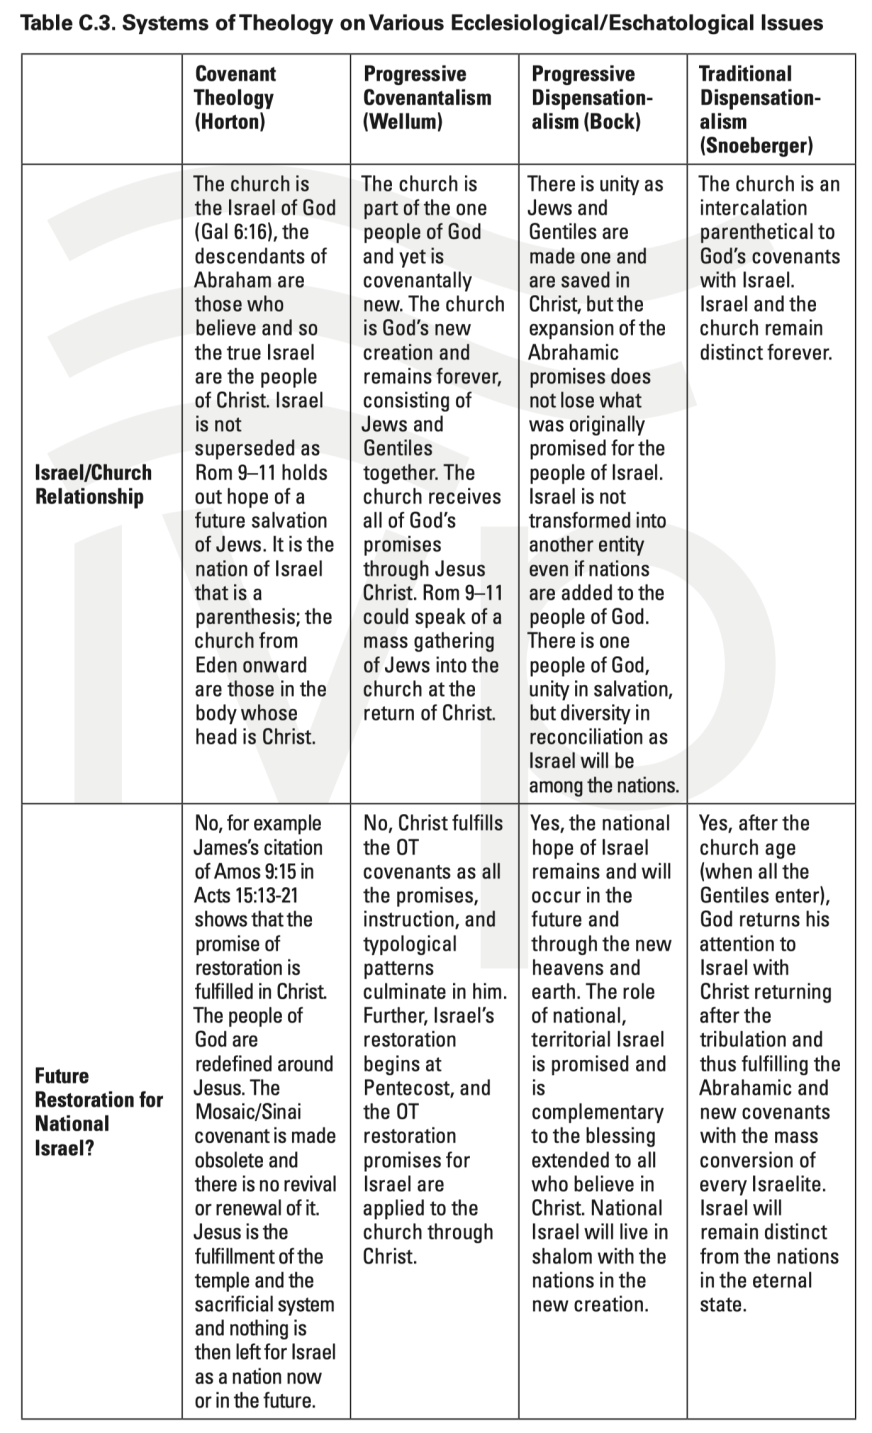 Table C.3. Systems of Theology on Various Ecclesiological/Eschatological Issues
Covenant
Theology
(Horton)
Progressive
Covenantalism
(Wellum)
Progressive
Dispensation-
alism (Bock)
Traditional
Dispensation-
alism
(Snoeberger)
Israel/Church
Relationship
The church is
the Israel of God
(Gal 6:16), the
descendants of
Abraham are
those who
believe and so
the true Israel
are the people
of Christ. Israel
is not
superseded as
Rom 9–11 holds
out hope of a
future salvation
of Jews. It is the
nation of Israel
that is a
parenthesis; the
church from
Eden onward
are those in the
body whose
head is Christ.
The church is
part of the one
people of God
and yet is
covenantally
new. The church
is God’s new
creation and
remains forever,
consisting of
Jews and
Gentiles
together. The
church receives
all of God’s
promises
through Jesus
Christ. Rom 9–11
could speak of a
mass gathering
of Jews into the
church at the
return of Christ.
There is unity as
Jews and
Gentiles are
made one and
are saved in
Christ, but the
expansion of the
Abrahamic
promises does
not lose what
was originally
promised for the
people of Israel.
Israel is not
transformed into
another entity
even if nations
are added to the
people of God.
There is one
people of God,
unity in salvation,
but diversity in
reconciliation as
Israel will be
among the nations.
The church is an
intercalation
parenthetical to
God’s covenants
with Israel.
Israel and the
church remain
distinct forever.
Future
Restoration for
National
Israel?
No, for example
James’s citation
of Amos 9:15 in
Acts 15:13-21
shows that the
promise of
restoration is
fulfilled in Christ.
The people of
God are
redefined around
Jesus. The
Mosaic/Sinai
covenant is made
obsolete and
there is no revival
or renewal of it.
Jesus is the
fulfillment of the
temple and the
sacrificial system
and nothing is
then left for Israel
as a nation now
or in the future.
No, Christ fulfills
the OT
covenants as all
the promises,
instruction, and
typological
patterns
culminate in him.
Further, Israel’s
restoration
begins at
Pentecost, and
the OT
restoration
promises for
Israel are
applied to the
church through
Christ.
Yes, the national
hope of Israel
remains and will
occur in the
future and
through the new
heavens and
earth. The role
of national,
territorial Israel
is promised and
is
complementary
to the blessing
extended to all
who believe in
Christ. National
Israel will live in
shalom with the
nations in the
new creation.
Yes, after the
church age
(when all the
Gentiles enter),
God returns his
attention to
Israel with
Christ returning
after the
tribulation and
thus fulfilling the
Abrahamic and
new covenants
with the mass
conversion of
every Israelite.
Israel will
remain distinct
from the nations
in the eternal
state.
ivp